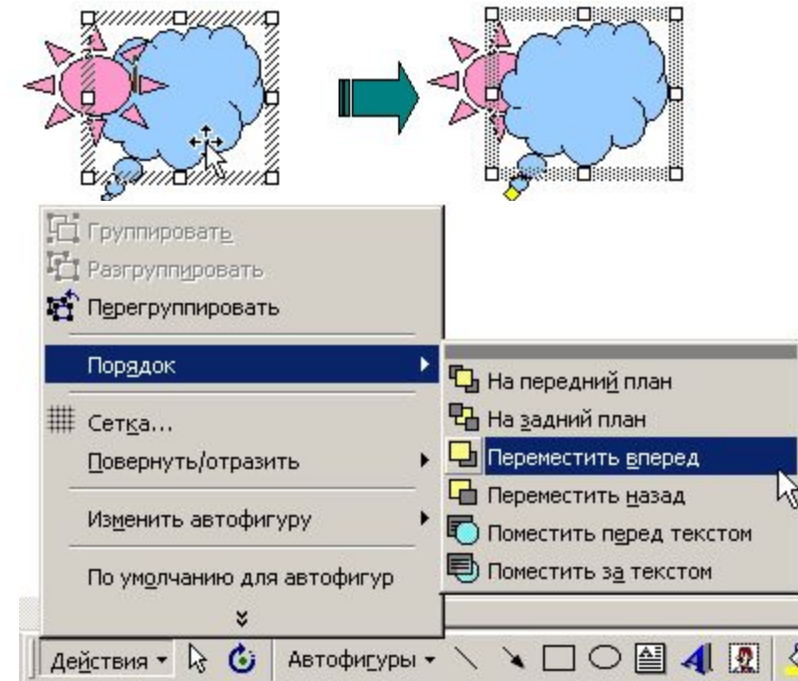 Группировать
Разгруппировать
Перегруппировать
Порядок
Сетка...
Повернуть/отразить
Изменить автофигуру
По умолчанию для автофигур
На передний план
На задний план
Переместить вперед
Переместить назад
Поместить перед текстом
Поместить за текстом
Действия
Автофигуры